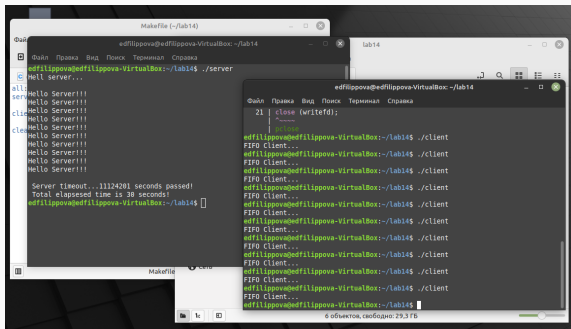 Makefile (~/lab14)
edfilippova@edfilippova-VirtualBox: ~/lab14
Файл Правка Вид Поиск Терминал Справка
edfilippova@edfilippova-VirtualBox:~/lab14$ ./server
Hell server...
Hello Server!!!
Hello Server!!!
Hello Server!!!
Hello Server!!!
Hello Server!!!
Hello Server!!!
Hello Server!!!
Hello Server!!!
Hello Server!!!
Hello Server!!!
Server timeout...11124201 seconds passed!
Total elapsesed time is 38 seconds!
edfilippova@edfilippova-VirtualBox:~/lab14$
Makefile
lab14
edfilippova@edfilippova-VirtualBox: ~/lab14
Файл Правка Вид Поиск Терминал Справка
21 | close (writefd);
| ^~~~~
| pclose
edfilippova@edfilippova-VirtualBox:~/lab14$ ./client
FIFO Client...
edfilippova@edfilippova-VirtualBox:~/lab14$ ./client
FIFO Client...
edfilippova@edfilippova-VirtualBox:~/lab14$ ./client
FIFO Client...
edfilippova@edfilippova-VirtualBox:~/lab14$ ./client
FIFO Client...
edfilippova@edfilippova-VirtualBox:~/lab14$ ./client
FIFO Client...
edfilippova@edfilippova-VirtualBox:~/lab14$ ./client
FIFO Client...
edfilippova@edfilippova-VirtualBox:~/lab14$ ./client
FIFO Client...
edfilippova@edfilippova-VirtualBox:~/lab14$ ./client
FIFO Client...
edfilippova@edfilippova-VirtualBox:~/lab14$ ./client
FIFO Client...
edfilippova@edfilippova-VirtualBox:~/lab14$ ./client
FIFO Client...
edfilippova@edfilippova-VirtualBox:~/lab14$
6 объектов, свободно: 29,3 ГБ